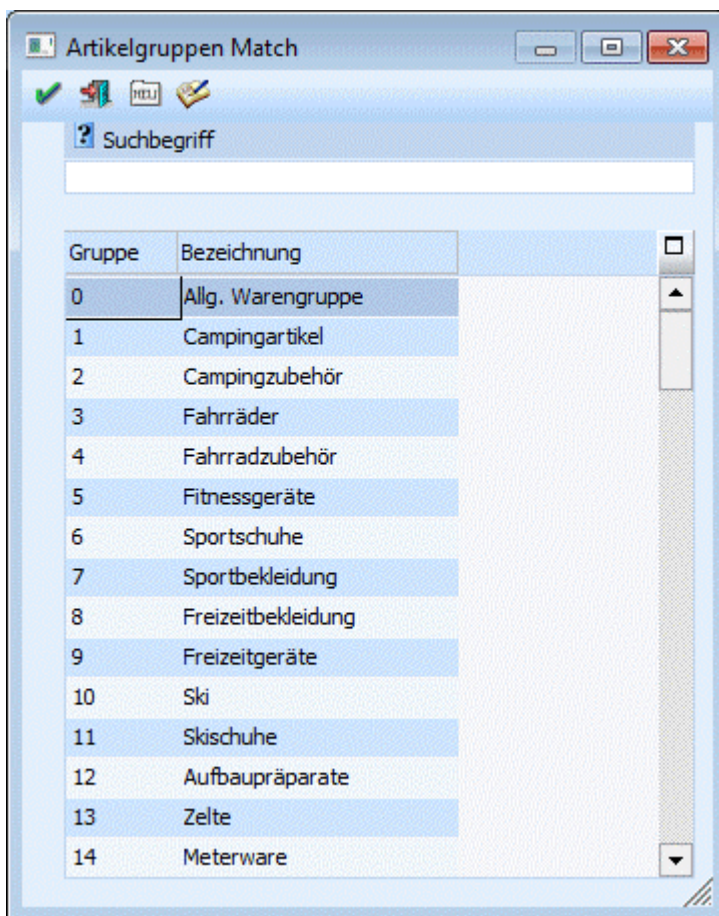 Artikelgruppen Match
NEU
Suchbegriff
Gruppe Bezeichnung
0 Allg. Warengruppe
1 Campingartikel
2 Campingzubehör
3 Fahrräder
4 Fahrradzubehör
5 Fitnessgeräte
6 Sportschuhe
7 Sportbekleidung
8 Freizeitbekleidung
9 Freizeitgeräte
10 Ski
11 Skischuhe
12 Aufbaupräparate
13 Zelte
14 Meterware